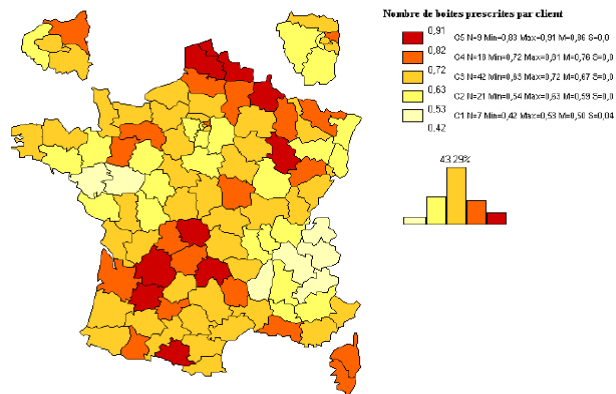 Nombre de boites prescrites par client
0,91
C5 N=9 Min=0,83 Max=0,91 M=0,86 S=0,0
0,82
C4 N=18 Min=0,72 Max=0,81 M=0,76 S=0,0
0,72
C3 N=42 Min=0,63 Max=0,72 M=0,67 S=0,0
0,63
C2 N=21 Min=0,54 Max=0,63 M=0,59 S=0,0
0,53
C1 N=7 Min=0,42 Max=0,53 M=0,50 S=0,04
0,42
43,29%